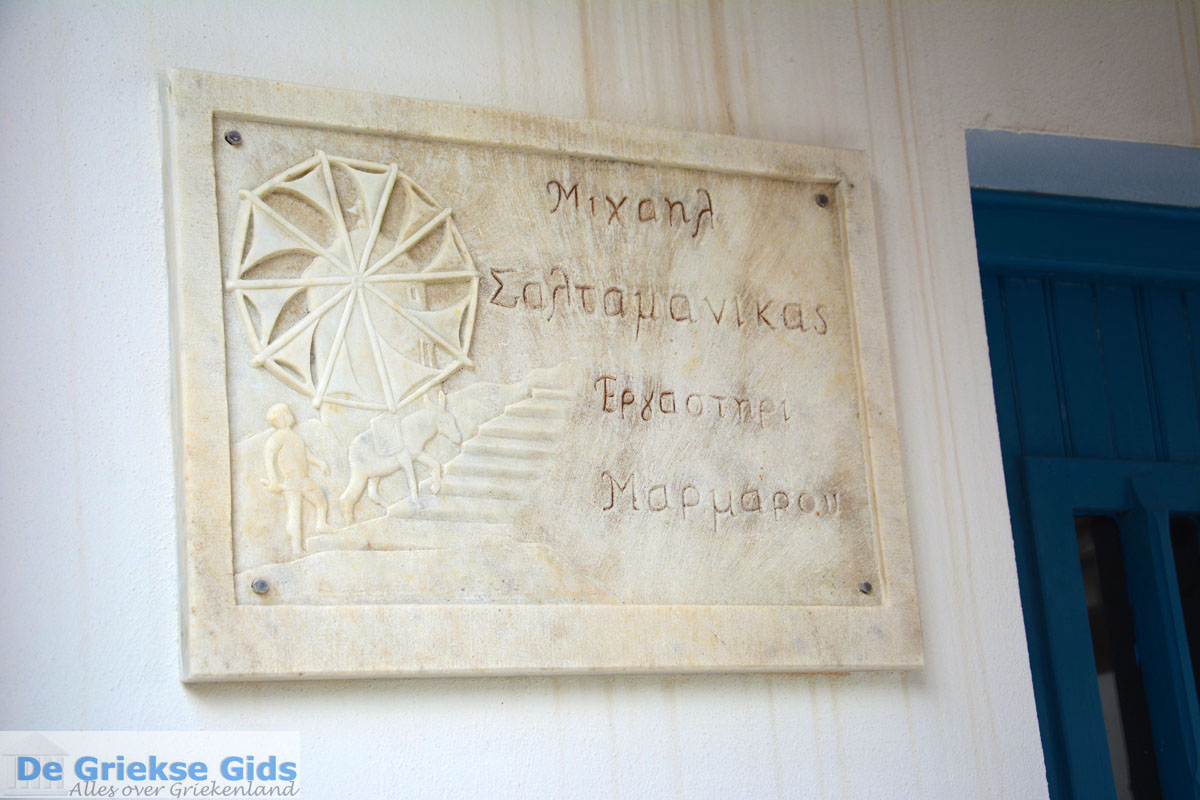 Μιχαηλ
Σαλταμανικας
Εργαστηρι
Μαρμαρου
De Griekse Gids
Alles over Griekenland